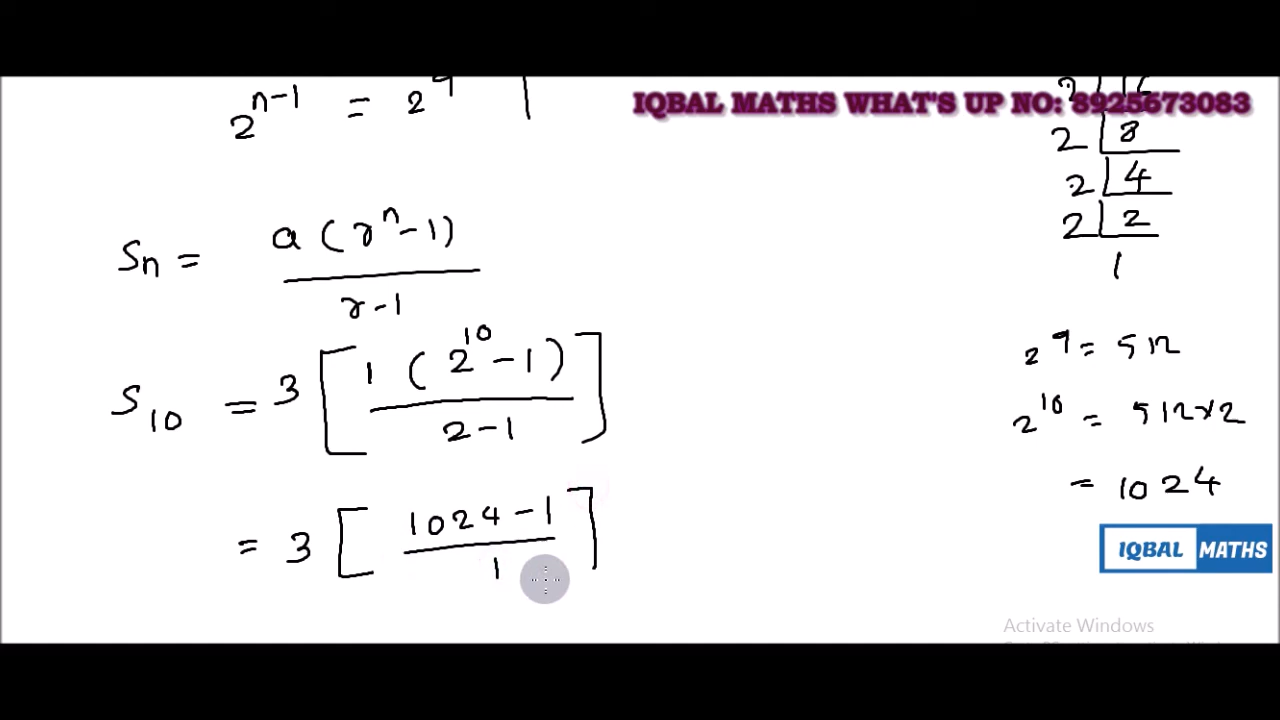 2^{n-1} = 2^9
IQBAL MATHS WHAT'S UP NO: 8925673083
2 | 8
2 | 4
2 | 2
1
Sn = a (r^n - 1) / r - 1
S10 = 3 [ 1 (2^10 - 1) / 2 - 1 ]
= 3 [ 1024 - 1 / 1 ]
2^9 = 512
2^10 = 512 x 2
= 1024
IQBAL MATHS
Activate Windows